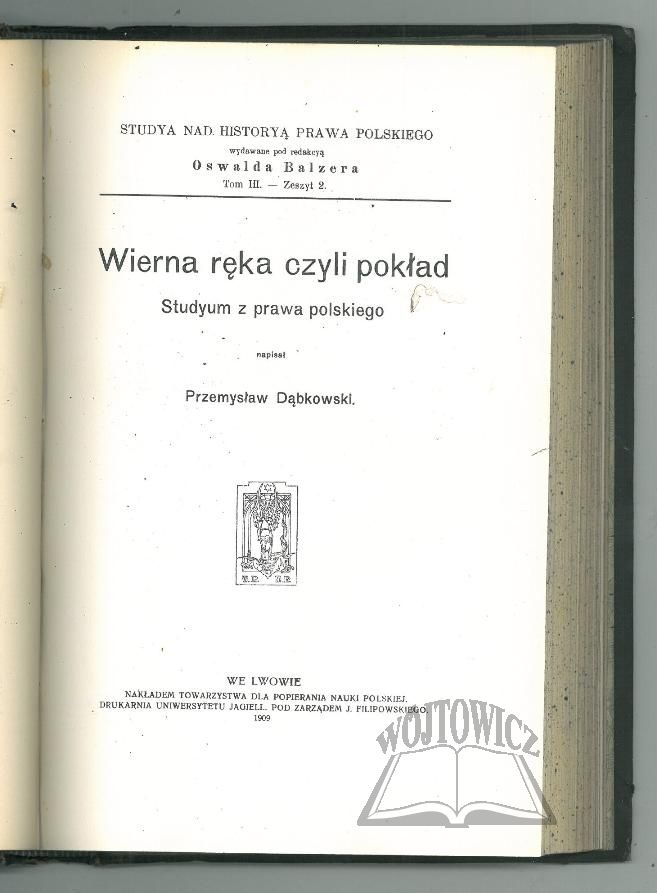 STUDYA NAD HISTORYĄ PRAWA POLSKIEGO
wydawane pod redakcyą
Oswalda Balzera
Tom III. — Zeszyt 2.
Wierna ręka czyli pokład
Studyum z prawa polskiego
napisał
Przemysław Dąbkowski.
WE LWOWIE
NAKŁADEM TOWARZYSTWA DLA POPIERANIA NAUKI POLSKIEJ.
DRUKARNIA UNIWERSYTETU JAGIELL. POD ZARZĄDEM J. FILIPOWSKIEGO.
1909
WÓJTOWICZ